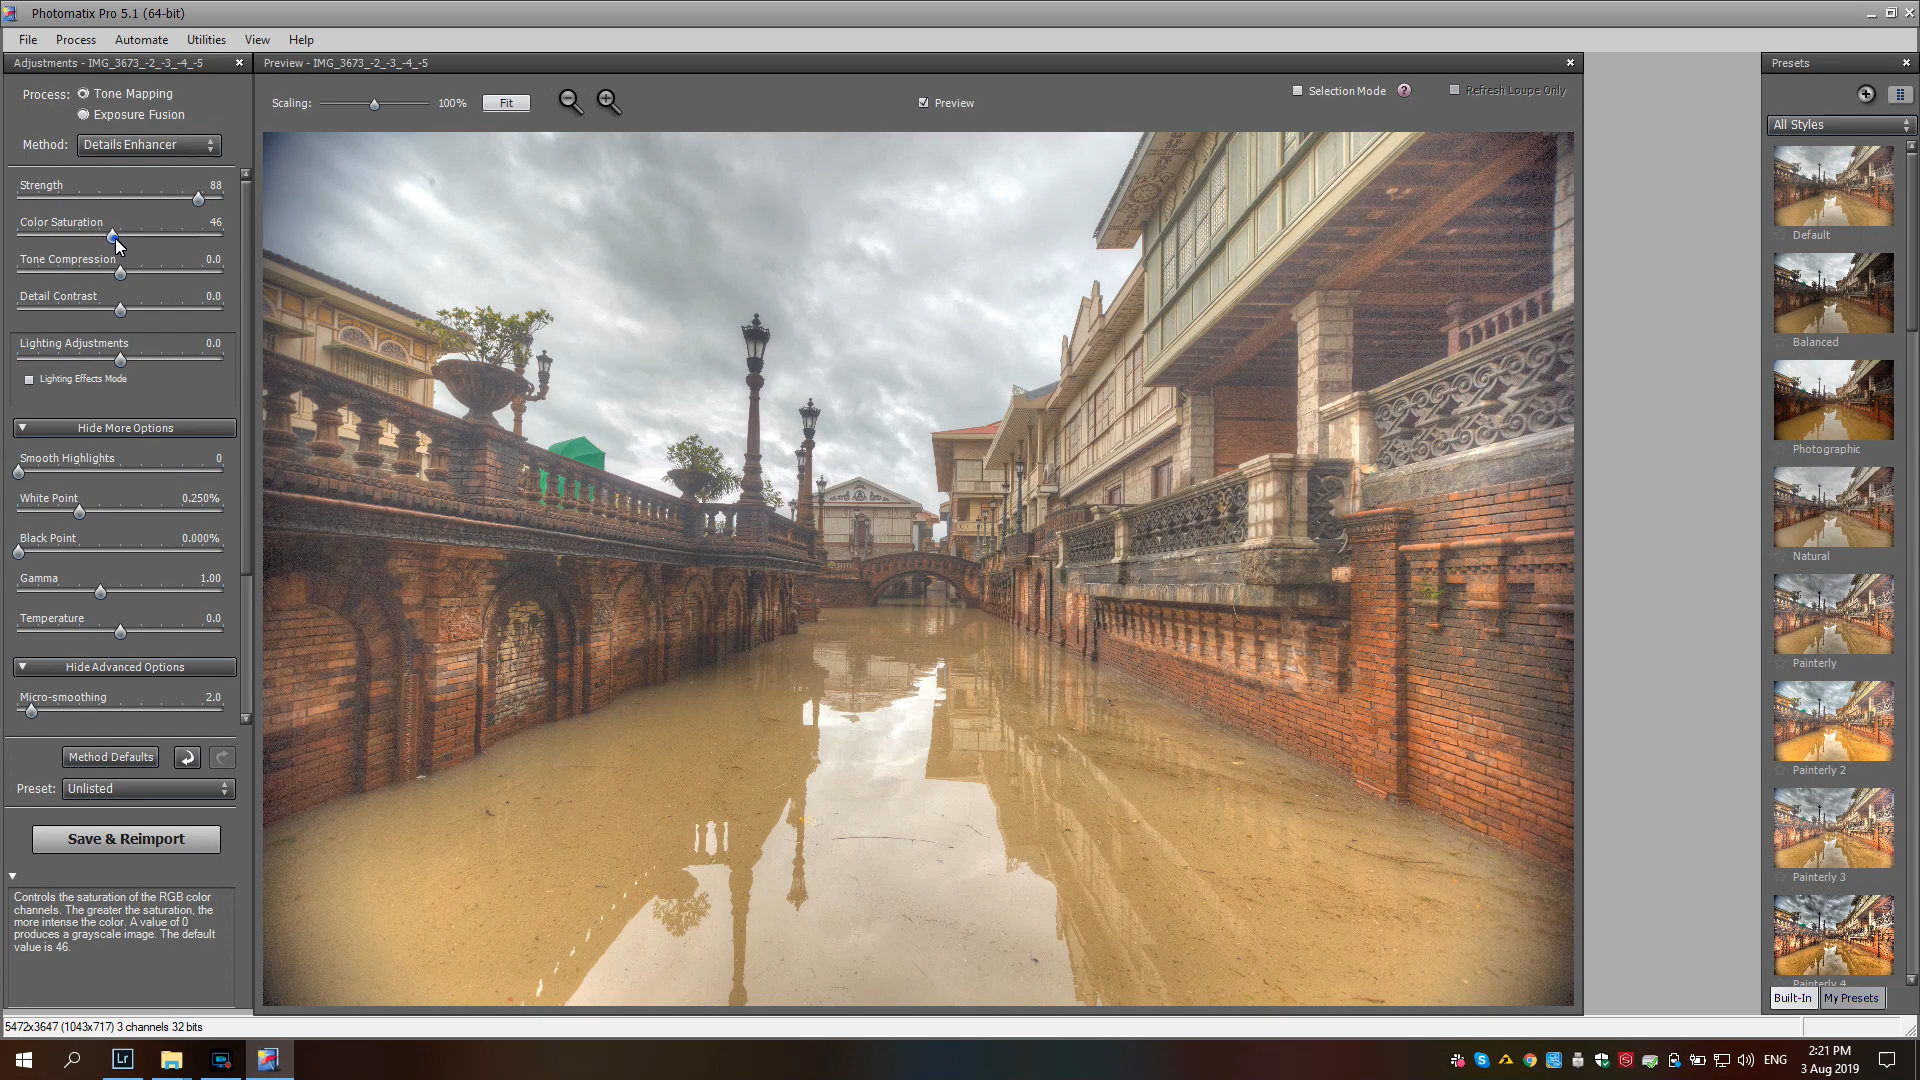 Photomatix Pro 5.1 (64-bit)
File Process Automate Utilities View Help
Adjustments - IMG_3673_-2_-3_-4_-5
Process: Tone Mapping
Exposure Fusion
Method: Details Enhancer
Strength 88
Color Saturation 46
Tone Compression 0.0
Detail Contrast 0.0
Lighting Adjustments 0.0
Lighting Effects Mode
Hide More Options
Smooth Highlights 0
White Point 0.250%
Black Point 0.000%
Gamma 1.00
Temperature 0.0
Hide Advanced Options
Micro-smoothing 2.0
Method Defaults
Preset: Unlisted
Save & Reimport
Controls the saturation of the RGB color
channels. The greater the saturation, the
more intense the color. A value of 0
produces a grayscale image. The default
value is 46.
Preview - IMG_3673_-2_-3_-4_-5
Scaling: 100% Fit Preview Selection Mode ? Refresh Loupe Only
Presets
All Styles
Default
Balanced
Photographic
Natural
Painterly
Painterly 2
Painterly 3
Painterly 4
Built-In My Presets
5472x3647 (1043x717) 3 channels 32 bits
Lr
ENG
2:21 PM
3 Aug 2019